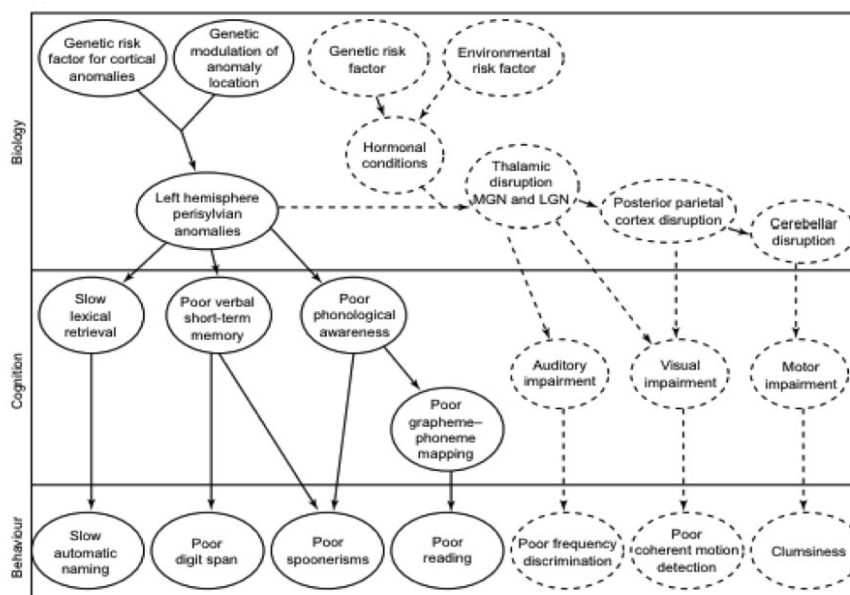 Genetic risk
factor for cortical
anomalies
Genetic
modulation of
anomaly
location
Genetic risk
factor
Environmental
risk factor
Biology
Hormonal
conditions
Thalamic
disruption
MGN and LGN
Left hemisphere
perisylvian
anomalies
Posterior parietal
cortex disruption
Cerebellar
disruption
Cognition
Slow
lexical
retrieval
Poor verbal
short-term
memory
Poor
phonological
awareness
Auditory
impairment
Visual
impairment
Motor
impairment
Poor
grapheme–
phoneme
mapping
Behaviour
Slow
automatic
naming
Poor
digit span
Poor
spoonerisms
Poor
reading
Poor frequency
discrimination
Poor
coherent motion
detection
Clumsiness